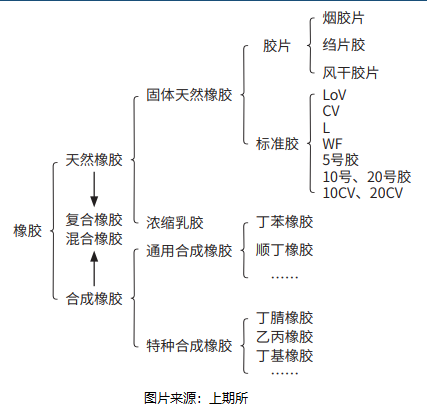 橡胶
天然橡胶
复合橡胶
混合橡胶
合成橡胶
固体天然橡胶
浓缩乳胶
通用合成橡胶
特种合成橡胶
胶片
标准胶
烟胶片
绉片胶
风干胶片
LoV
CV
L
WF
5号胶
10号、20号胶
10CV、20CV
丁苯橡胶
顺丁橡胶
……
丁腈橡胶
乙丙橡胶
丁基橡胶
……
图片来源：上期所